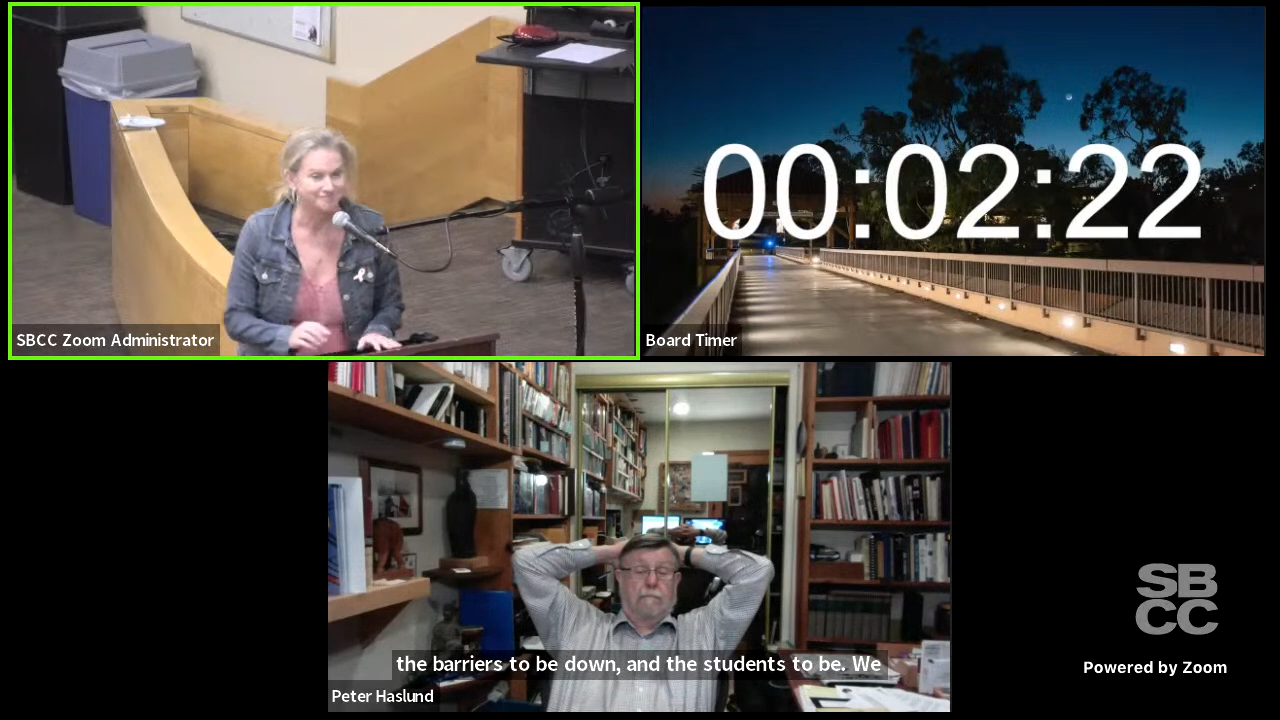 SBCC Zoom Administrator
00:02:22
Board Timer
the barriers to be down, and the students to be. We
Peter Haslund
SB
CC
Powered by Zoom